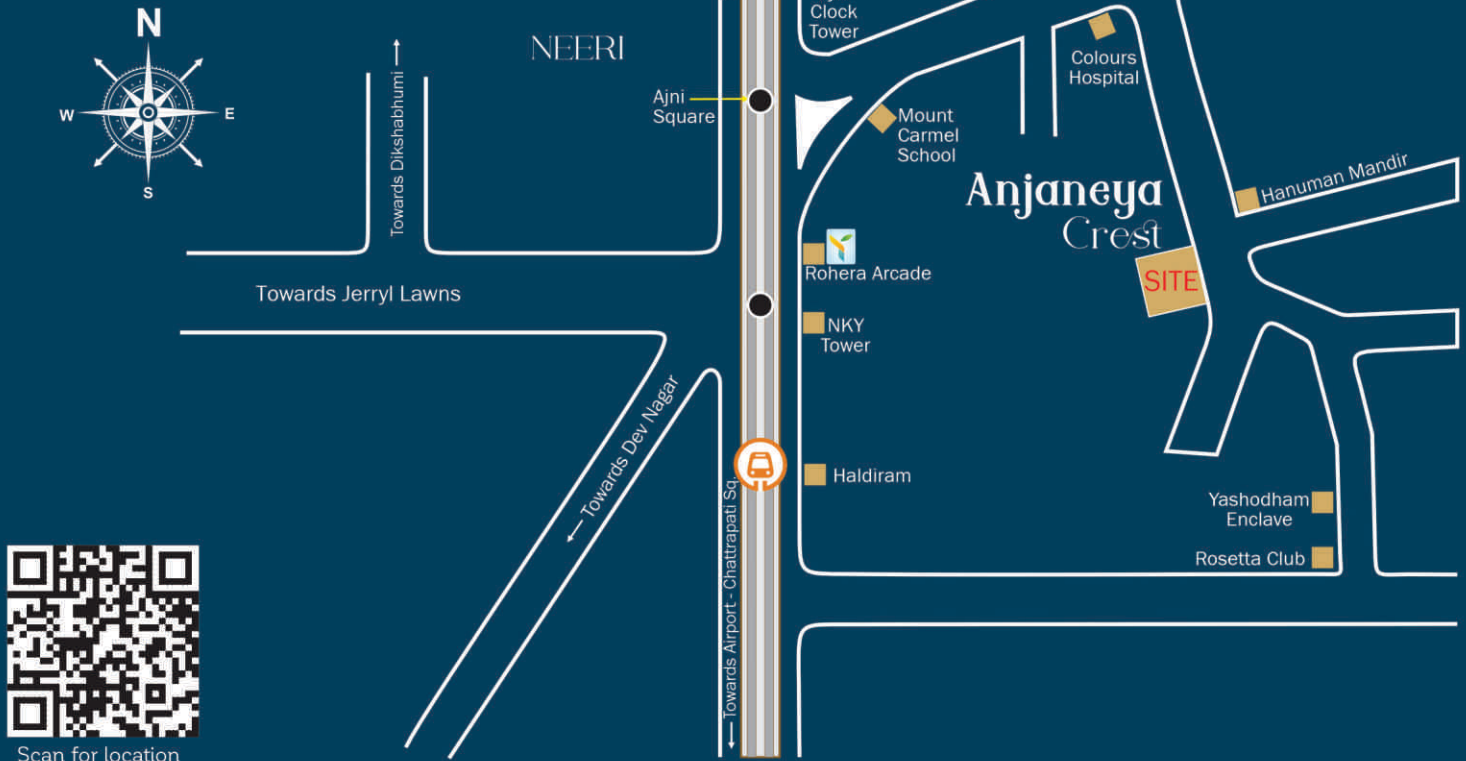 N
W
E
S
Towards Dikshabhumi
NEERI
Ajni
Square
Clock
Tower
Colours
Hospital
Mount
Carmel
School
Anjaneya
Crest
Hanuman Mandir
SITE
Rohera Arcade
Towards Jerryl Lawns
NKY
Tower
Towards Dev Nagar
Haldiram
Towards Airport - Chattrapati Sq.
Yashodham
Enclave
Rosetta Club
Scan for location